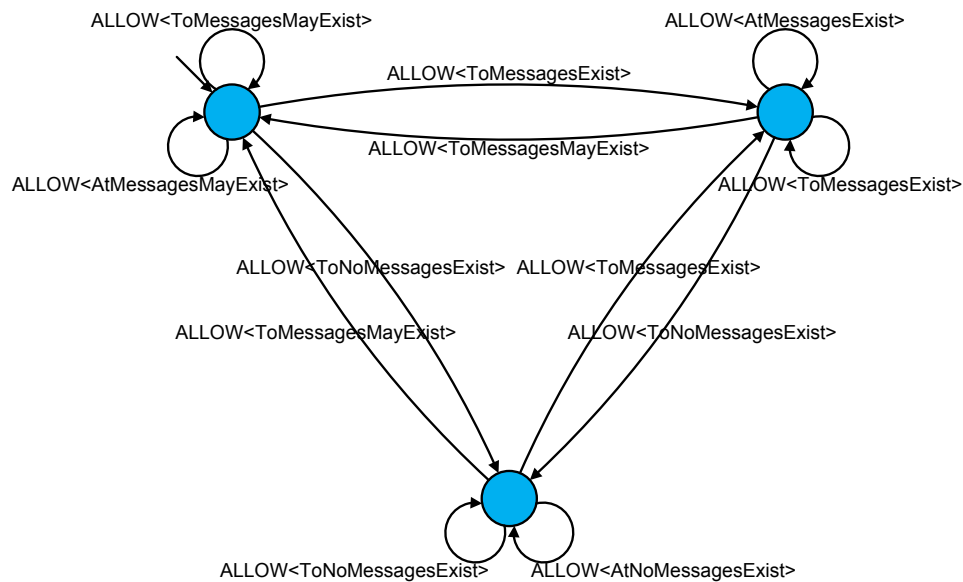 ALLOW<ToMessagesMayExist>
ALLOW<AtMessagesExist>
ALLOW<ToMessagesExist>
ALLOW<ToMessagesMayExist>
ALLOW<AtMessagesMayExist>
ALLOW<ToMessagesExist>
ALLOW<ToNoMessagesExist>
ALLOW<ToMessagesExist>
ALLOW<ToMessagesMayExist>
ALLOW<ToNoMessagesExist>
ALLOW<ToNoMessagesExist>
ALLOW<AtNoMessagesExist>